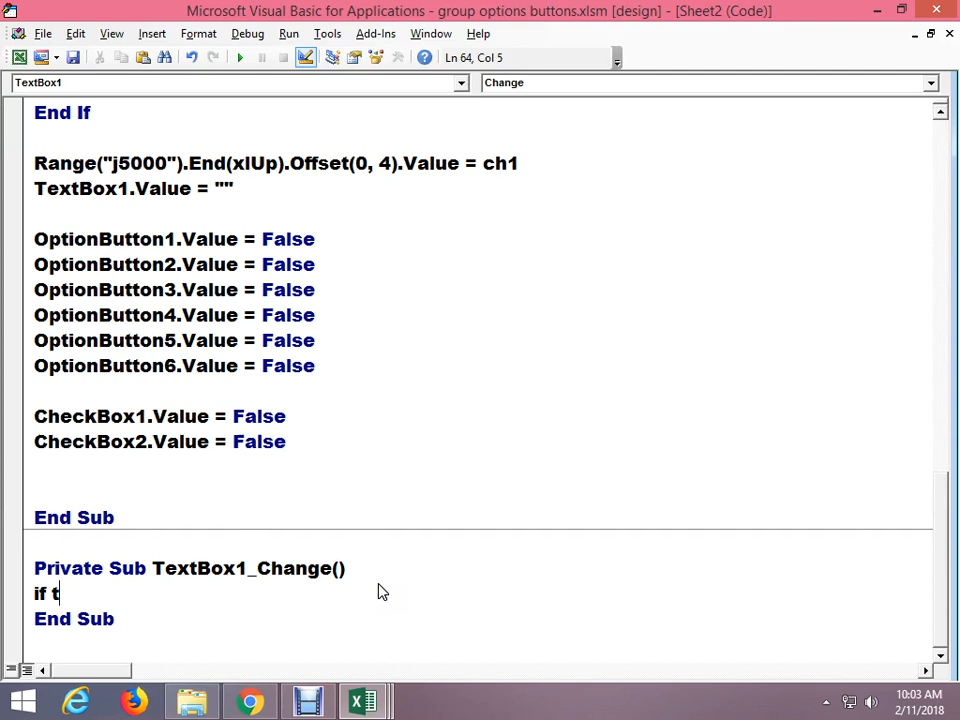 Microsoft Visual Basic for Applications - group options buttons.xlsm [design] - [Sheet2 (Code)]
File Edit View Insert Format Debug Run Tools Add-Ins Window Help
Ln 64, Col 5
TextBox1 Change
End If
Range("j5000").End(xlUp).Offset(0, 4).Value = ch1
TextBox1.Value = ""
OptionButton1.Value = False
OptionButton2.Value = False
OptionButton3.Value = False
OptionButton4.Value = False
OptionButton5.Value = False
OptionButton6.Value = False
CheckBox1.Value = False
CheckBox2.Value = False
End Sub
Private Sub TextBox1_Change()
if t
End Sub
10:03 AM
2/11/2018